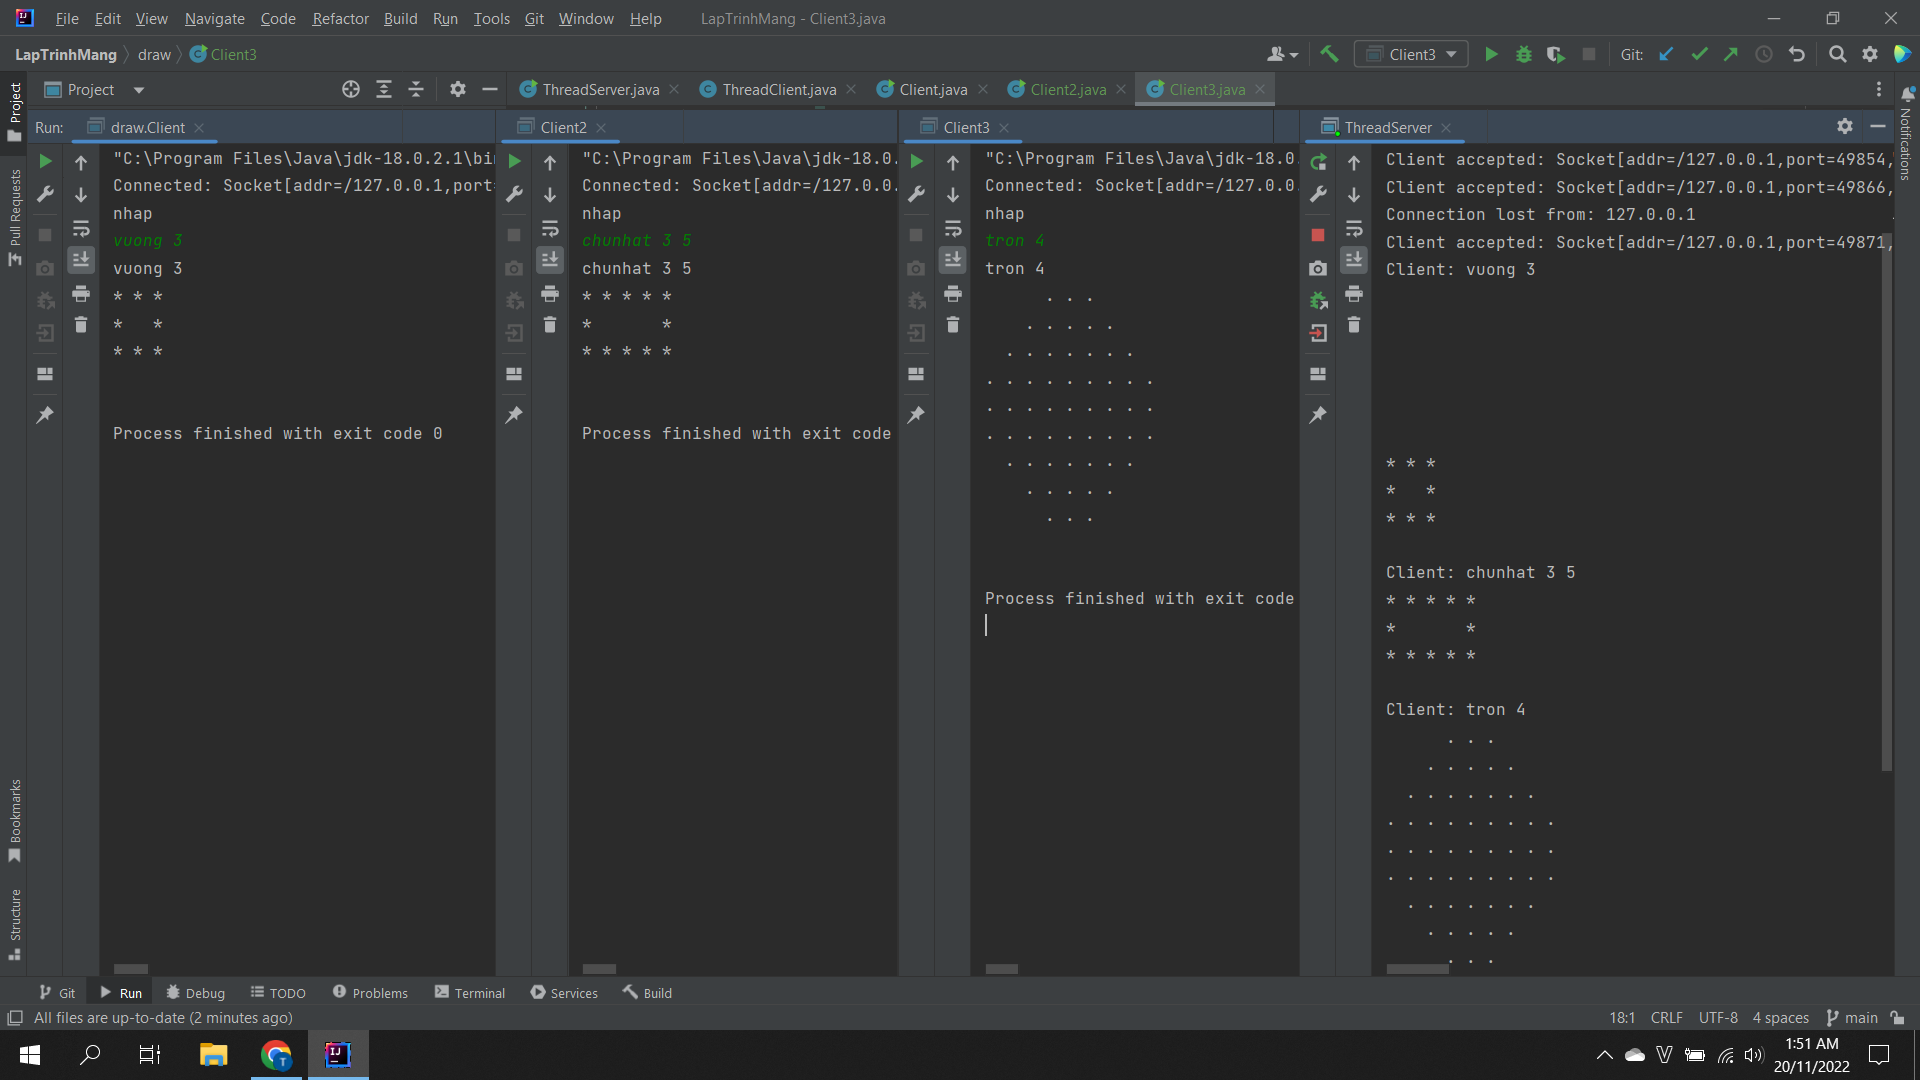 File Edit View Navigate Code Refactor Build Run Tools Git Window Help LapTrinhMang - Client3.java
LapTrinhMang draw Client3 Client3 Git:
Project ThreadServer.java ThreadClient.java Client.java Client2.java Client3.java
Run: draw.Client Client2 Client3 ThreadServer
Project
Pull Requests
Bookmarks
Structure
Notifications
"C:\Program Files\Java\jdk-18.0.2.1\bin
Connected: Socket[addr=/127.0.0.1,port=
nhap
vuong 3
vuong 3
* * *
*   *
* * *
Process finished with exit code 0
"C:\Program Files\Java\jdk-18.0.
Connected: Socket[addr=/127.0.0.
nhap
chunhat 3 5
chunhat 3 5
* * * * *
*       *
* * * * *
Process finished with exit code
"C:\Program Files\Java\jdk-18.0.
Connected: Socket[addr=/127.0.0.
nhap
tron 4
tron 4
      . . .
    . . . . .
  . . . . . . .
. . . . . . . . .
. . . . . . . . .
. . . . . . . . .
  . . . . . . .
    . . . . .
      . . .
Process finished with exit code
Client accepted: Socket[addr=/127.0.0.1,port=49854,
Client accepted: Socket[addr=/127.0.0.1,port=49866,
Connection lost from: 127.0.0.1
Client accepted: Socket[addr=/127.0.0.1,port=49871,
Client: vuong 3
* * *
*   *
* * *
Client: chunhat 3 5
* * * * *
*       *
* * * * *
Client: tron 4
      . . .
    . . . . .
  . . . . . . .
. . . . . . . . .
. . . . . . . . .
. . . . . . . . .
  . . . . . . .
    . . . . .
      . . .
Git Run Debug TODO Problems Terminal Services Build
All files are up-to-date (2 minutes ago) 18:1 CRLF UTF-8 4 spaces main
1:51 AM
20/11/2022